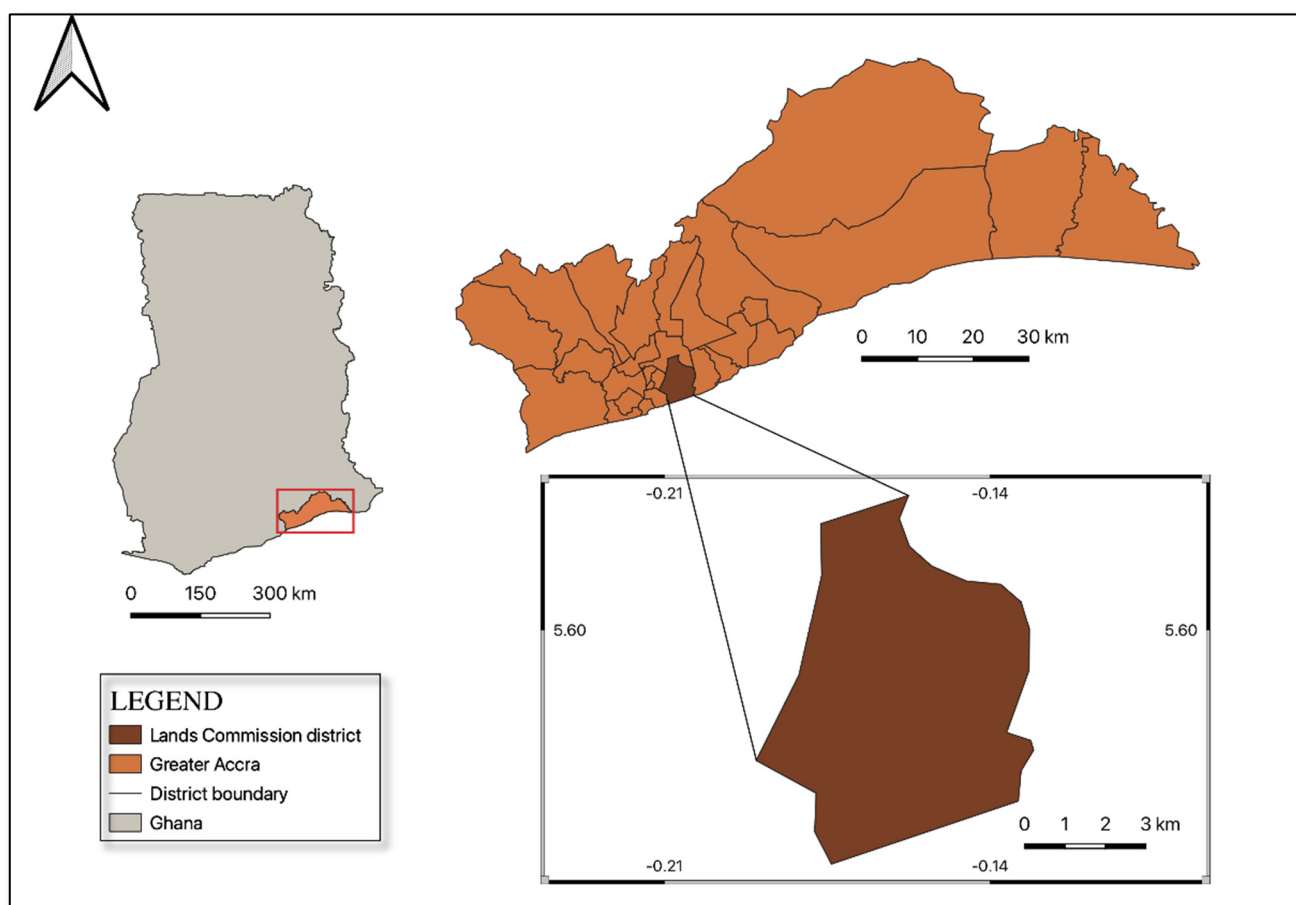 0 10 20 30 km
-0.21 -0.14
5.60 5.60
0 150 300 km
LEGEND
Lands Commission district
Greater Accra
District boundary
Ghana
0 1 2 3 km
-0.21 -0.14